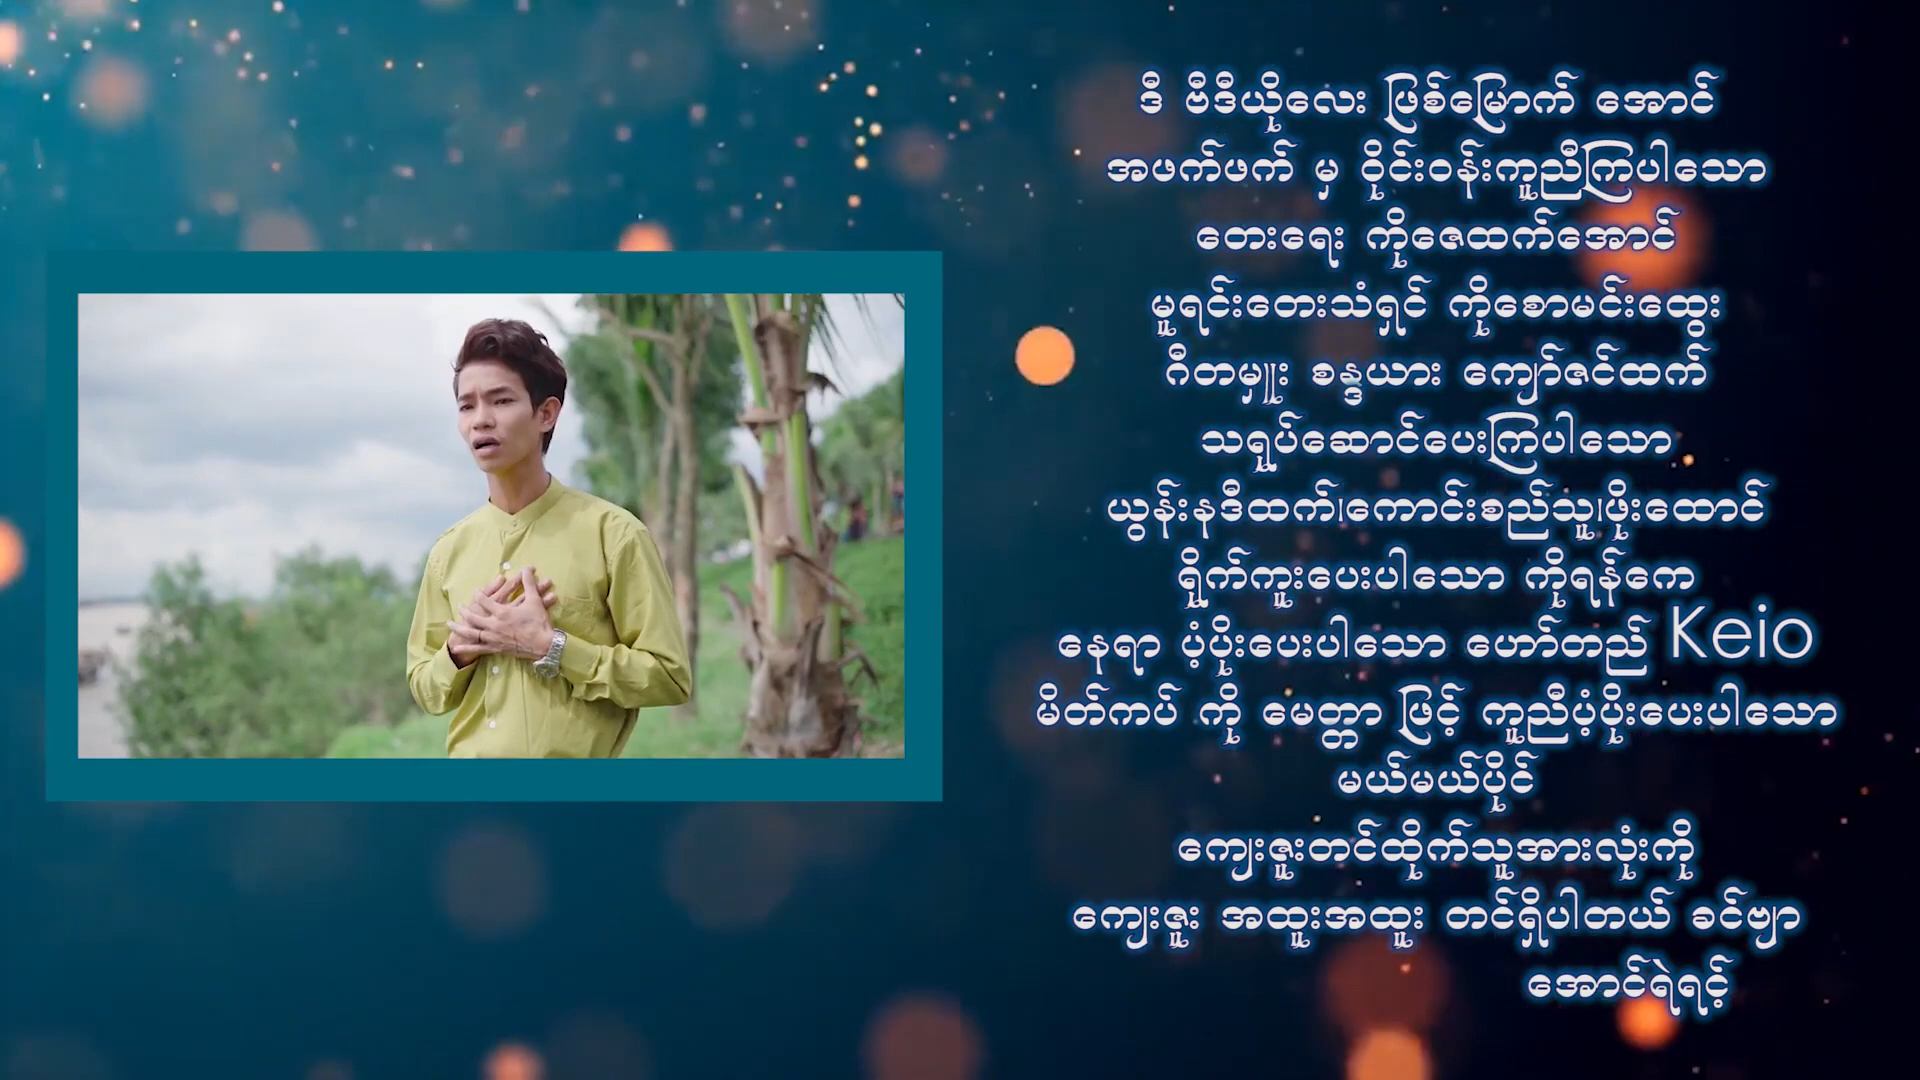 ဒီ ဗီဒီယိုလေး ဖြစ်မြောက် အောင်
အဖက်ဖက် မှ ဝိုင်းဝန်းကူညီကြပါသော
တေးရေး ကိုဇေထက်အောင်
မူရင်းတေးသံရှင် ကိုစောမင်းထွေး
ဂီတမှူး စန္ဒယား ကျော်ဇင်ထက်
သရုပ်ဆောင်ပေးကြပါသော
ယွန်းနဒီထက်၊ကောင်းစည်သူ၊ဖိုးထောင်
ရိုက်ကူးပေးပါသော ကိုရန်ကေ
နေရာ ပံ့ပိုးပေးပါသော ဟော်တည် Keio
မိတ်ကပ် ကို မေတ္တာ ဖြင့် ကူညီပံ့ပိုးပေးပါသော
မယ်မယ်ပိုင်
ကျေးဇူးတင်ထိုက်သူအားလုံးကို
ကျေးဇူး အထူးအထူး တင်ရှိပါတယ် ခင်ဗျာ
အောင်ရဲရင့်